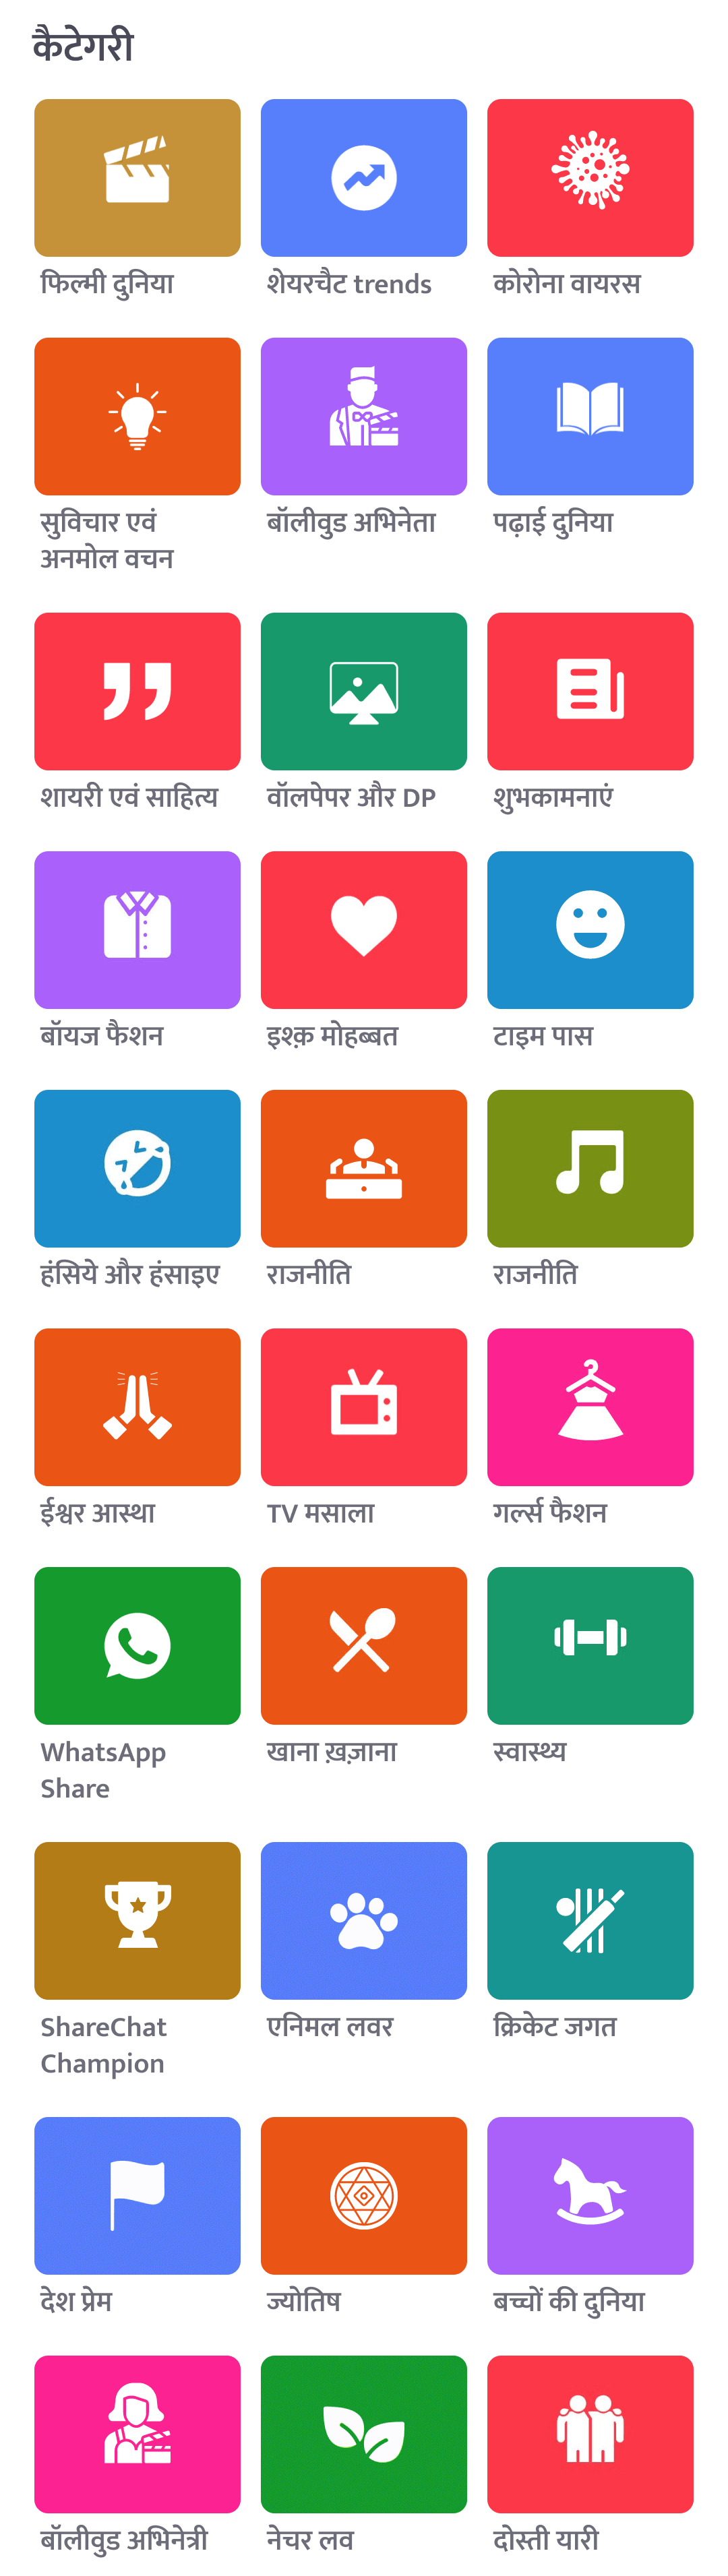 कैटेगरी
फिल्मी दुनिया
शेयरचैट trends
कोरोना वायरस
सुविचार एवं
अनमोल वचन
बॉलीवुड अभिनेता
पढ़ाई दुनिया
शायरी एवं साहित्य
वॉलपेपर और DP
शुभकामनाएं
बॉयज फैशन
इश्क़ मोहब्बत
टाइम पास
हंसिये और हंसाइए
राजनीति
राजनीति
ईश्वर आस्था
TV मसाला
गर्ल्स फैशन
WhatsApp
Share
खाना ख़ज़ाना
स्वास्थ्य
ShareChat
Champion
एनिमल लवर
क्रिकेट जगत
देश प्रेम
ज्योतिष
बच्चों की दुनिया
बॉलीवुड अभिनेत्री
नेचर लव
दोस्ती यारी